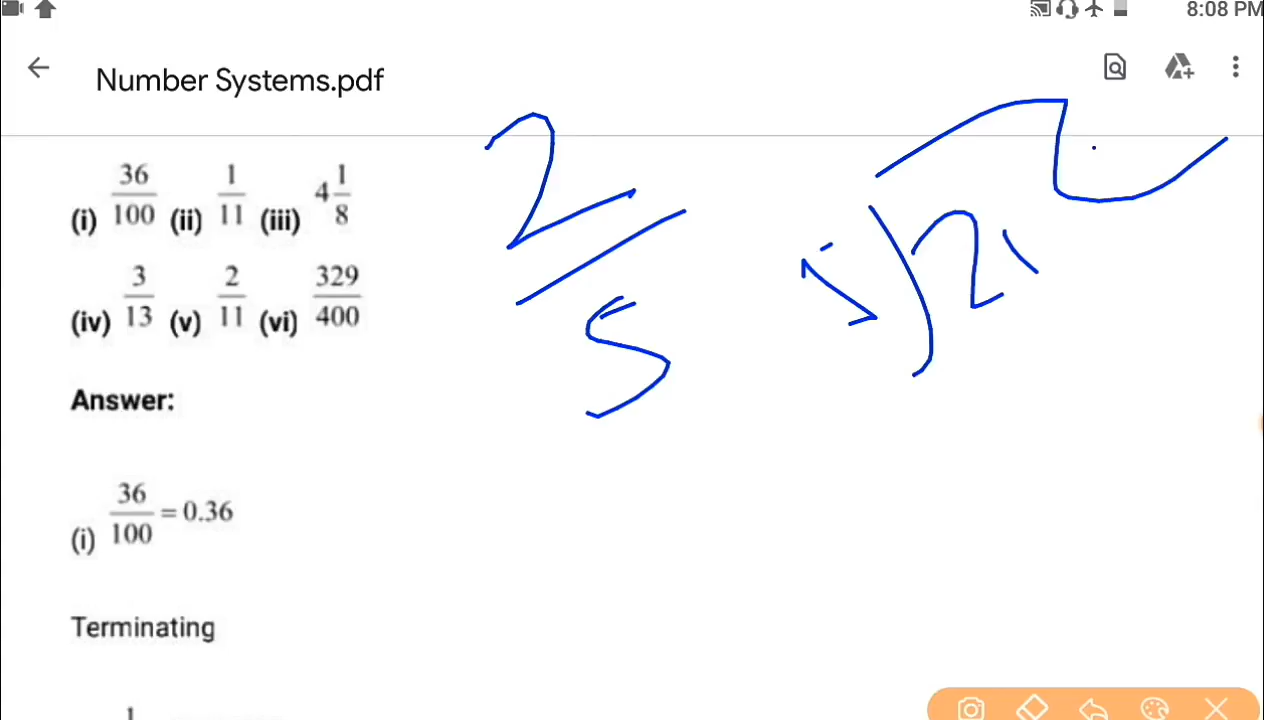 8:08 PM
Number Systems.pdf
(i) 36/100 (ii) 1/11 (iii) 4 1/8
(iv) 3/13 (v) 2/11 (vi) 329/400
2/5
Answer:
(i) 36/100 = 0.36
Terminating
1